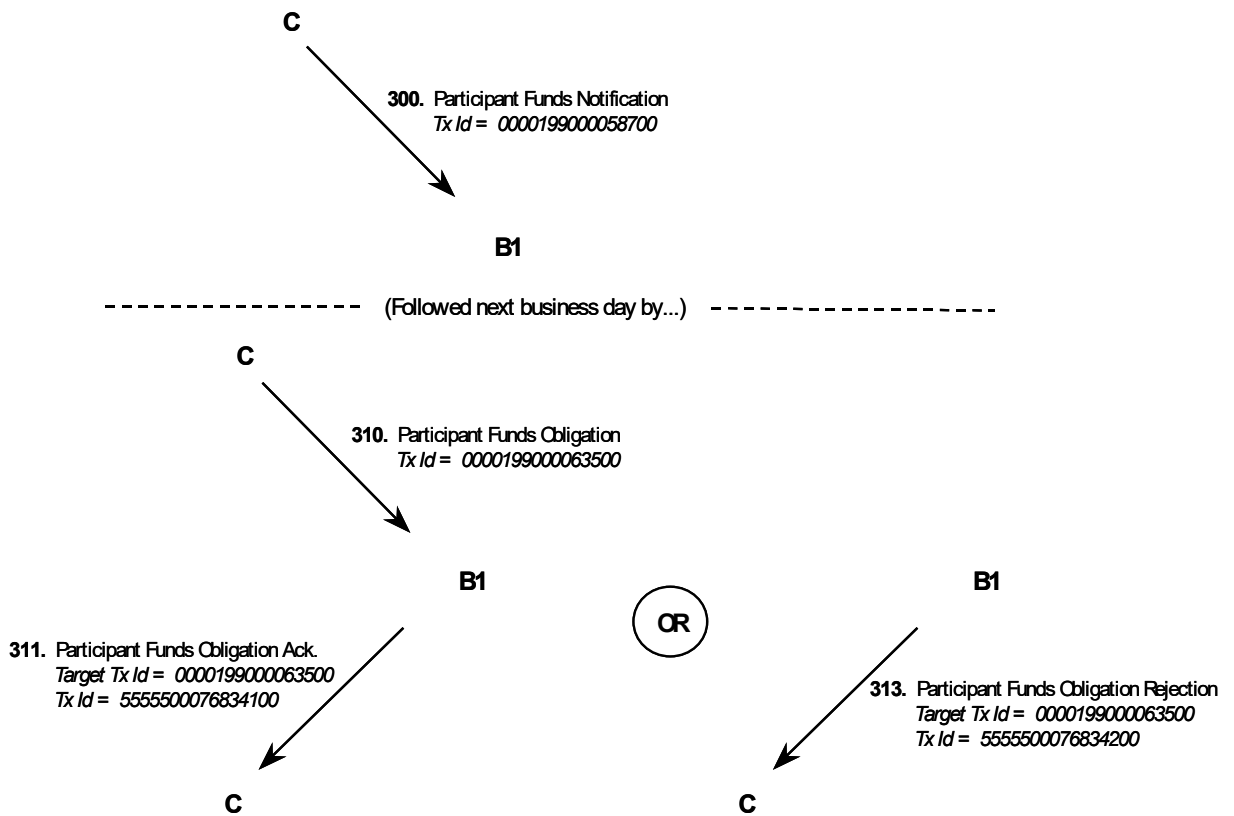 C
300. Participant Funds Notification
Tx Id = 0000199000058700
B1
(Followed next business day by...)
C
310. Participant Funds Obligation
Tx Id = 0000199000063500
B1
OR
B1
311. Participant Funds Obligation Ack.
Target Tx Id = 0000199000063500
Tx Id = 5555500076834100
313. Participant Funds Obligation Rejection
Target Tx Id = 0000199000063500
Tx Id = 5555500076834200
C
C